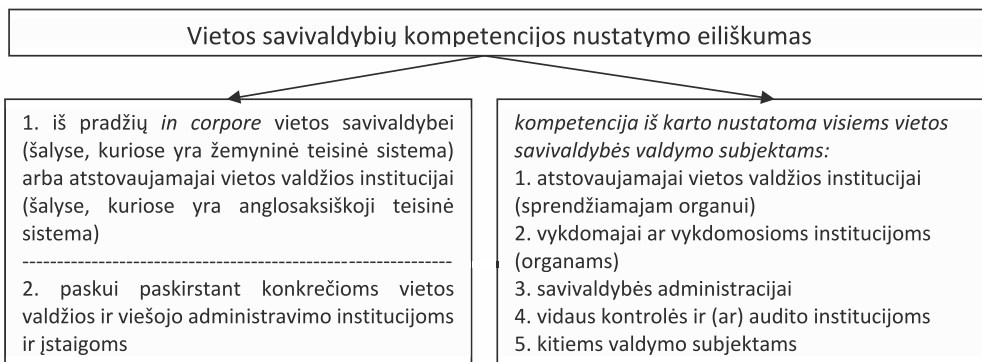 Vietos savivaldybių kompetencijos nustatymo eiliškumas
1. iš pradžių in corpore vietos savivaldybei
(šalyse, kuriose yra žemyninė teisinė sistema)
arba atstovaujamajai vietos valdžios institucijai
(šalyse, kuriose yra anglosaksiškoji teisinė
sistema)
----------------------------------------------------------------
2. paskui paskirstant konkrečioms vietos
valdžios ir viešojo administravimo institucijoms
ir įstaigoms
kompetencija iš karto nustatoma visiems vietos
savivaldybės valdymo subjektams:
1. atstovaujamajai vietos valdžios institucijai
(sprendžiamajam organui)
2. vykdomajai ar vykdomosioms institucijoms
(organams)
3. savivaldybės administracijai
4. vidaus kontrolės ir (ar) audito institucijoms
5. kitiems valdymo subjektams